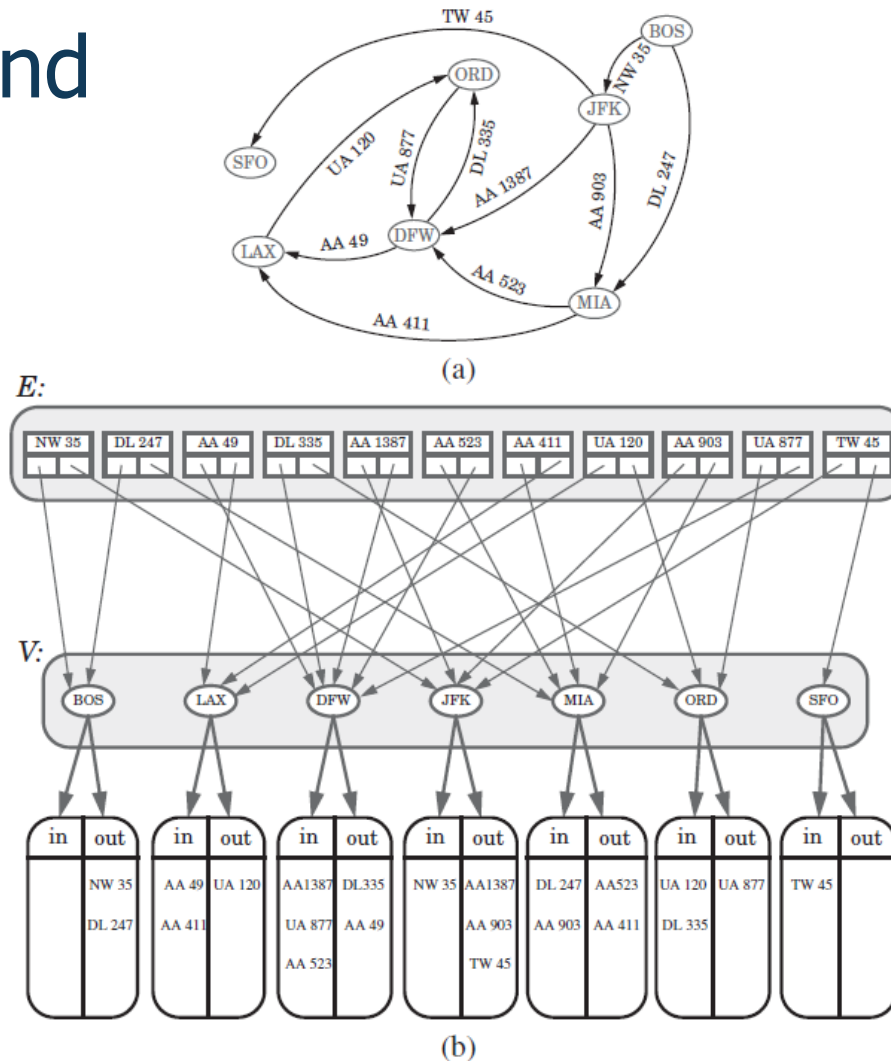 nd
TW 45
BOS
NW 35
ORD
JFK
SFO
UA 120
UA 877
DL 335
AA 1387
AA 903
DL 247
LAX
AA 49
DFW
AA 523
MIA
AA 411
(a)
E:
NW 35 DL 247 AA 49 DL 335 AA 1387 AA 523 AA 411 UA 120 AA 903 UA 877 TW 45
V:
BOS LAX DFW JFK MIA ORD SFO
in out in out in out in out in out in out in out
NW 35 AA 49 UA 120 AA1387 DL335 NW 35 AA1387 DL 247 AA523 UA 120 UA 877 TW 45
DL 247 AA 411 UA 877 AA 49 AA 903 AA 903 AA 411 DL 335
AA 523 TW 45
(b)